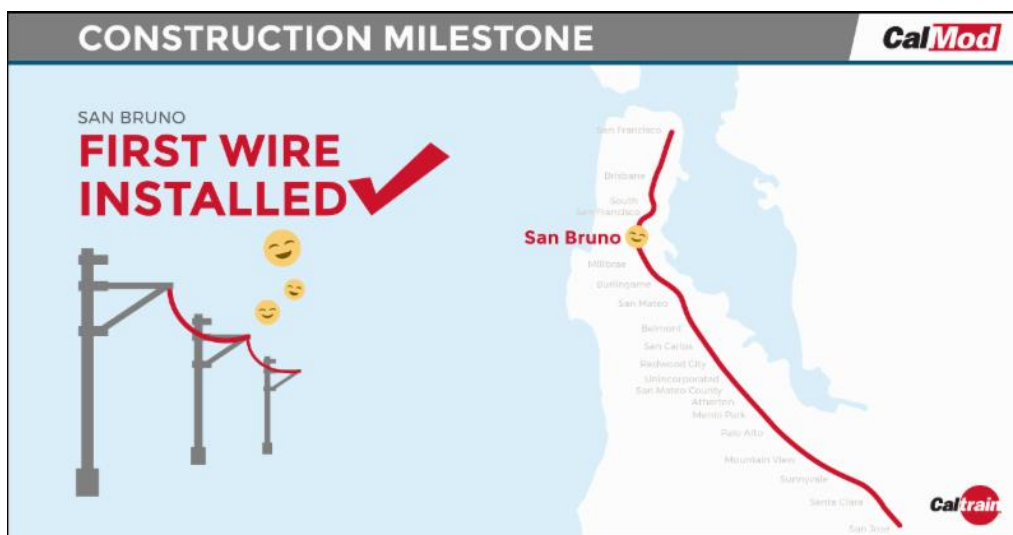 CONSTRUCTION MILESTONE
CalMod
SAN BRUNO
FIRST WIRE
INSTALLED
San Francisco
Brisbane
South
San Francisco
San Bruno
Millbrae
Burlingame
San Mateo
Belmont
San Carlos
Redwood City
Unincorporated
San Mateo County
Atherton
Menlo Park
Palo Alto
Mountain View
Sunnyvale
Santa Clara
San Jose
Caltrain